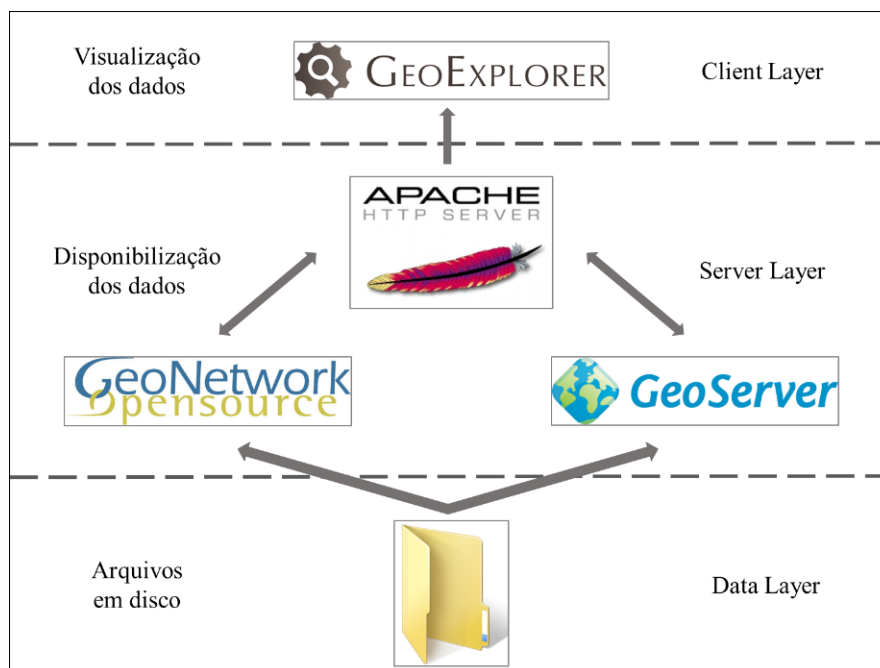 Visualização
dos dados
GEOEXPLORER
Client Layer
APACHE
HTTP SERVER
Disponibilização
dos dados
Server Layer
GeoNetwork
Opensource
GeoServer
Arquivos
em disco
Data Layer